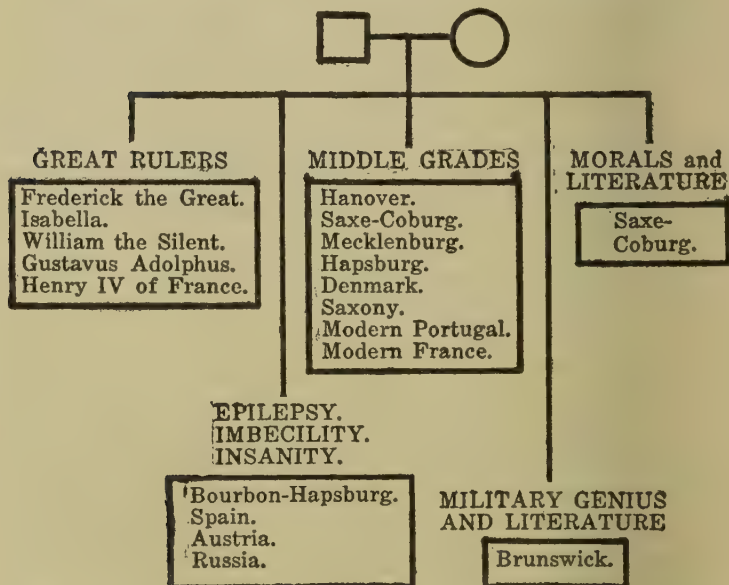 GREAT RULERS
Frederick the Great.
Isabella.
William the Silent.
Gustavus Adolphus.
Henry IV of France.
MIDDLE GRADES
Hanover.
Saxe-Coburg.
Mecklenburg.
Hapsburg.
Denmark.
Saxony.
Modern Portugal.
Modern France.
MORALS and
LITERATURE
Saxe-
Coburg.
EPILEPSY.
IMBECILITY.
INSANITY.
Bourbon-Hapsburg.
Spain.
Austria.
Russia.
MILITARY GENIUS
AND LITERATURE
Brunswick.